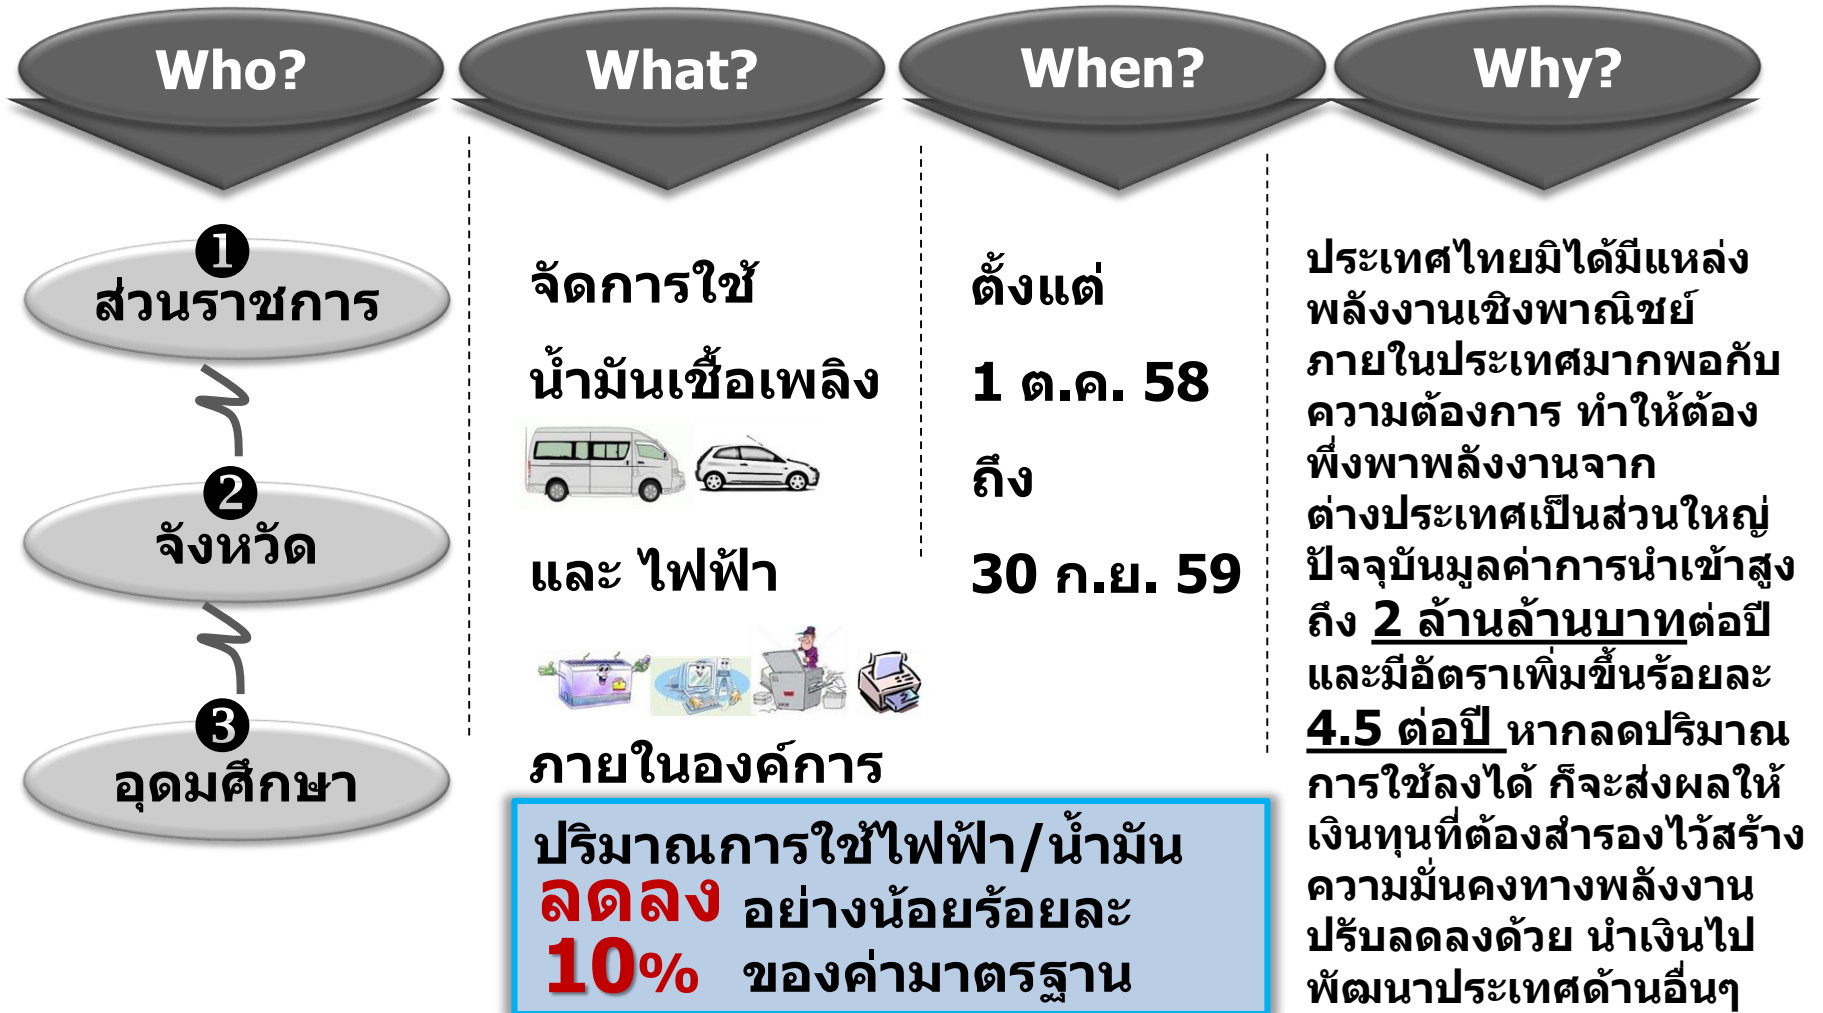 Who?
What?
When?
Why?
❶
ส่วนราชการ
❷
จังหวัด
❸
อุดมศึกษา
จัดการใช้
น้ำมันเชื้อเพลิง
และ ไฟฟ้า
ภายในองค์การ
ตั้งแต่
1 ต.ค. 58
ถึง
30 ก.ย. 59
ปริมาณการใช้ไฟฟ้า/น้ำมัน
ลดลง อย่างน้อยร้อยละ
10% ของค่ามาตรฐาน
ประเทศไทยมิได้มีแหล่ง
พลังงานเชิงพาณิชย์
ภายในประเทศมากพอกับ
ความต้องการ ทำให้ต้อง
พึ่งพาพลังงานจาก
ต่างประเทศเป็นส่วนใหญ่
ปัจจุบันมูลค่าการนำเข้าสูง
ถึง 2 ล้านล้านบาทต่อปี
และมีอัตราเพิ่มขึ้นร้อยละ
4.5 ต่อปี หากลดปริมาณ
การใช้ลงได้ ก็จะส่งผลให้
เงินทุนที่ต้องสำรองไว้สร้าง
ความมั่นคงทางพลังงาน
ปรับลดลงด้วย นำเงินไป
พัฒนาประเทศด้านอื่นๆ